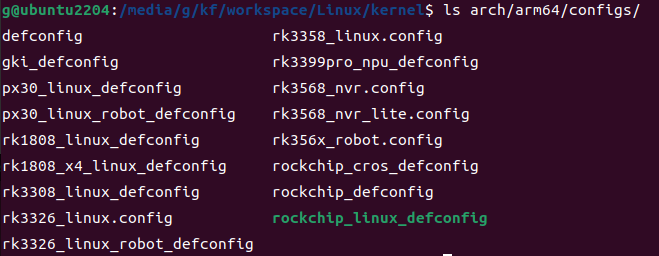 g@ubuntu2204:/media/g/kf/workspace/Linux/kernel$ ls arch/arm64/configs/
defconfig rk3358_linux.config
gki_defconfig rk3399pro_npu_defconfig
px30_linux_defconfig rk3568_nvr.config
px30_linux_robot_defconfig rk3568_nvr_lite.config
rk1808_linux_defconfig rk356x_robot.config
rk1808_x4_linux_defconfig rockchip_cros_defconfig
rk3308_linux_defconfig rockchip_defconfig
rk3326_linux.config rockchip_linux_defconfig
rk3326_linux_robot_defconfig